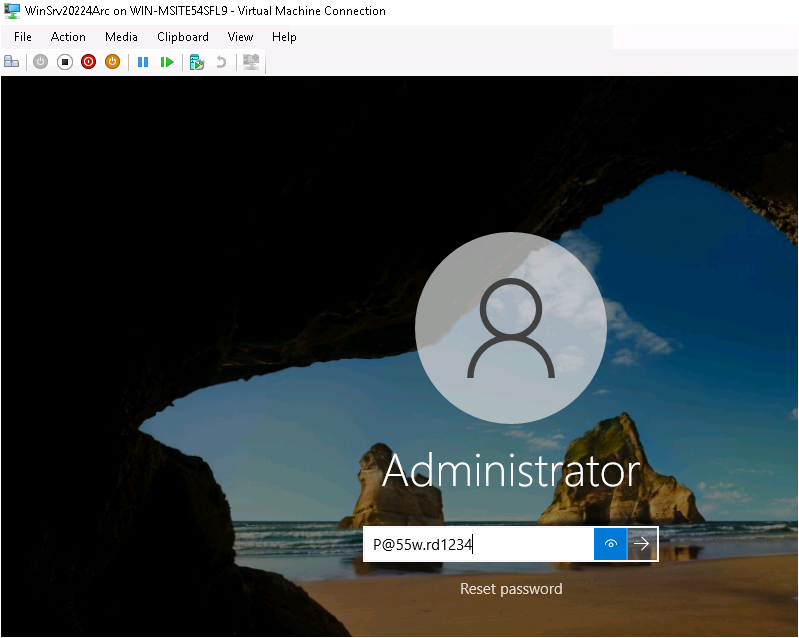 WinSrv20224Arc on WIN-MSITE54SFL9 - Virtual Machine Connection
File Action Media Clipboard View Help
Administrator
P@55w.rd1234
Reset password